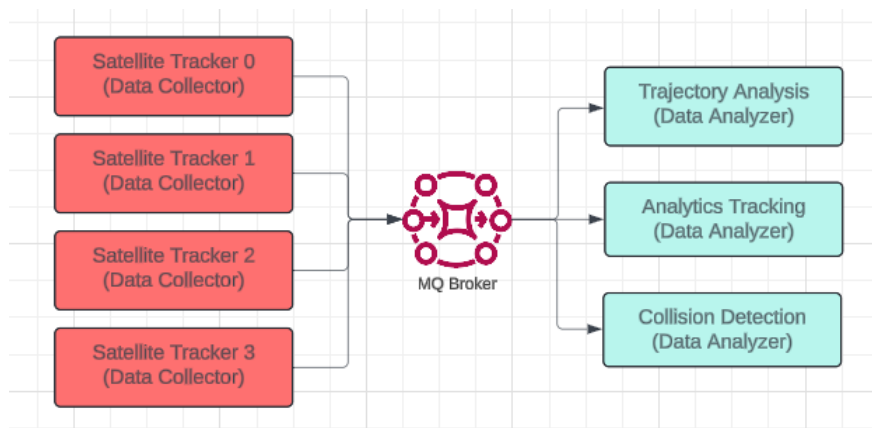 Satellite Tracker 0
(Data Collector)
Satellite Tracker 1
(Data Collector)
Satellite Tracker 2
(Data Collector)
Satellite Tracker 3
(Data Collector)
MQ Broker
Trajectory Analysis
(Data Analyzer)
Analytics Tracking
(Data Analyzer)
Collision Detection
(Data Analyzer)